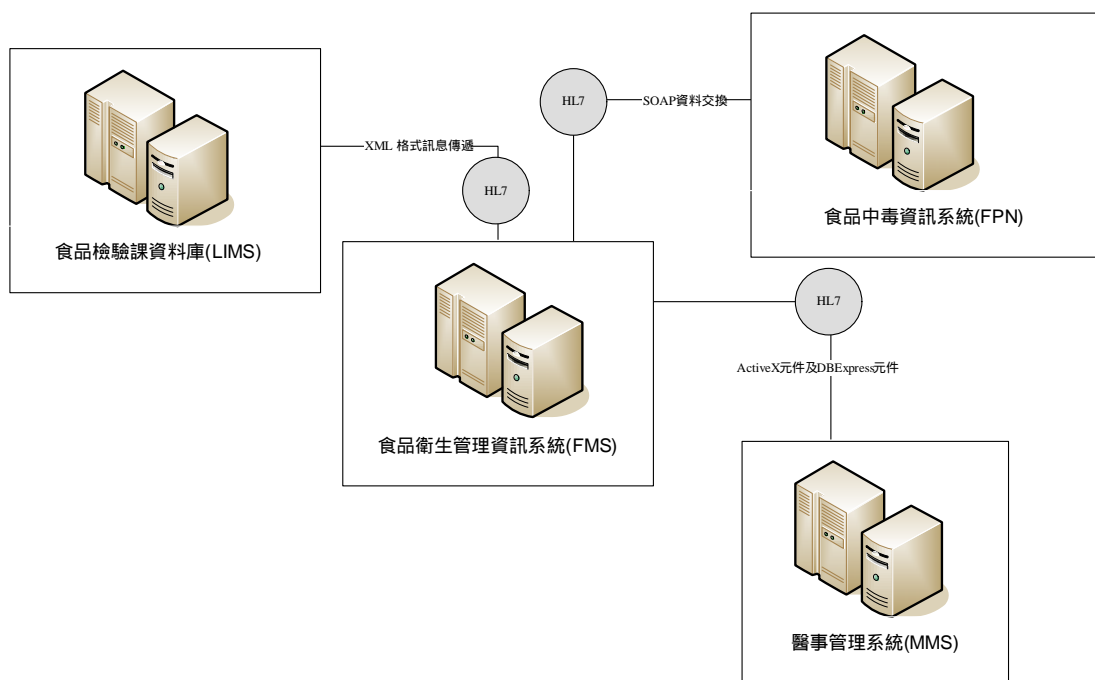 HL7
SOAP資料交換
XML 格式訊息傳遞
HL7
食品中毒資訊系統(FPN)
食品檢驗課資料庫(LIMS)
HL7
ActiveX元件及DBExpress元件
食品衛生管理資訊系統(FMS)
醫事管理系統(MMS)